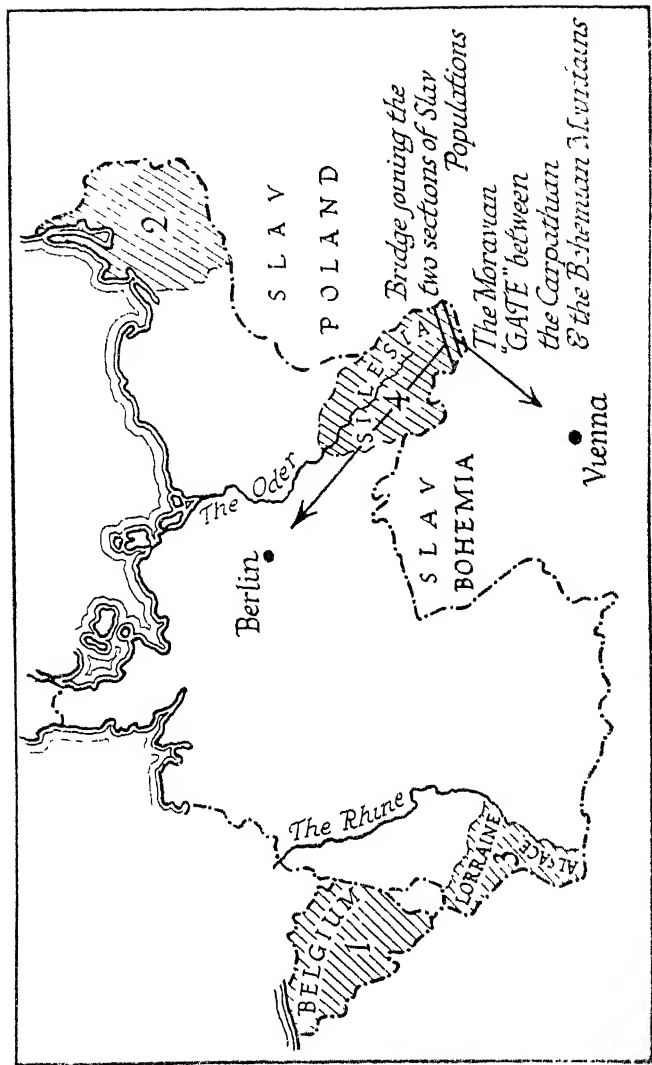 2
SLAV
POLAND
Bridge joining the
two sections of Slav
Populations
The Moravian
"GATE" between
the Carpathian
& the Bohemian Mountains
SILESIA
4
The Oder
Berlin
SLAV
BOHEMIA
Vienna
The Rhine
BELGIUM
1
LORRAINE
3
ALSACE